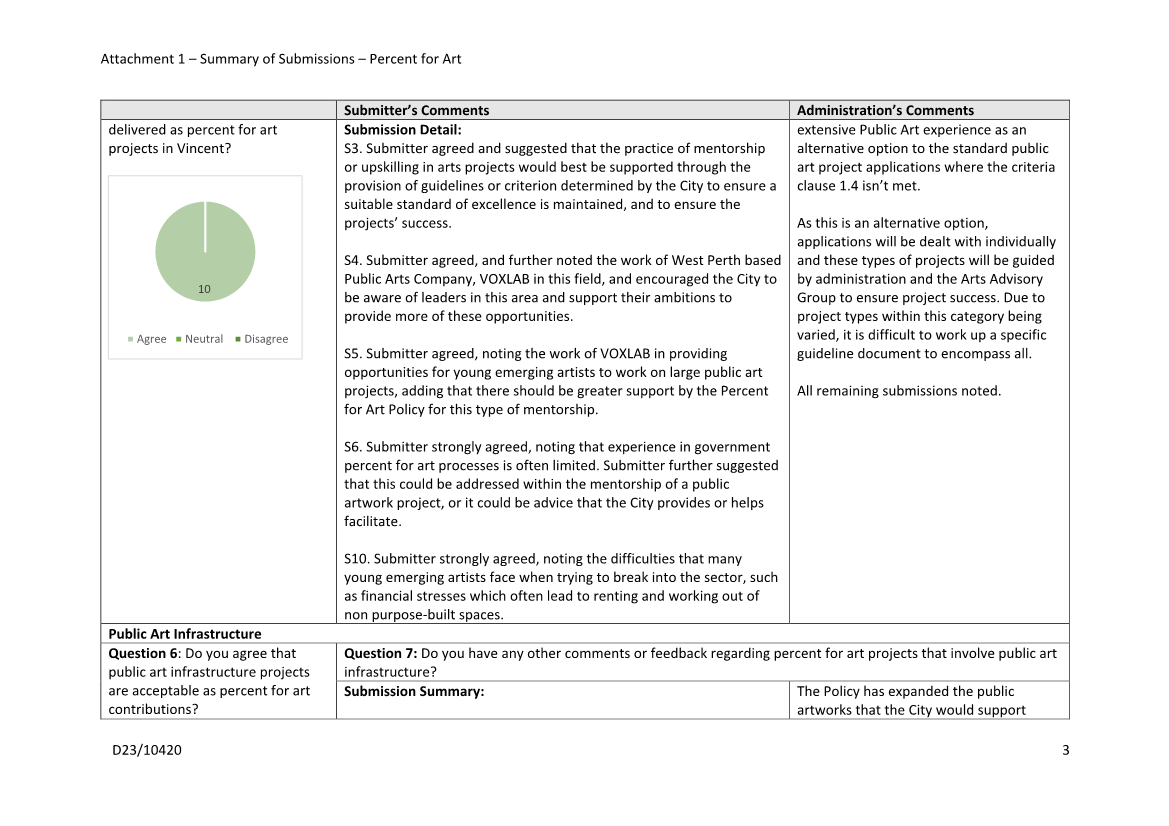 Attachment 1 – Summary of Submissions – Percent for Art
Submitter's Comments
Administration's Comments
delivered as percent for art
projects in Vincent?
10
Agree
Neutral
Disagree
Submission Detail:
S3. Submitter agreed and suggested that the practice of mentorship
or upskilling in arts projects would best be supported through the
provision of guidelines or criterion determined by the City to ensure a
suitable standard of excellence is maintained, and to ensure the
projects' success.
S4. Submitter agreed, and further noted the work of West Perth based
Public Arts Company, VOXLAB in this field, and encouraged the City to
be aware of leaders in this area and support their ambitions to
provide more of these opportunities.
S5. Submitter agreed, noting the work of VOXLAB in providing
opportunities for young emerging artists to work on large public art
projects, adding that there should be greater support by the Percent
for Art Policy for this type of mentorship.
S6. Submitter strongly agreed, noting that experience in government
percent for art processes is often limited. Submitter further suggested
that this could be addressed within the mentorship of a public
artwork project, or it could be advice that the City provides or helps
facilitate.
S10. Submitter strongly agreed, noting the difficulties that many
young emerging artists face when trying to break into the sector, such
as financial stresses which often lead to renting and working out of
non purpose-built spaces.
extensive Public Art experience as an
alternative option to the standard public
art project applications where the criteria
clause 1.4 isn't met.
As this is an alternative option,
applications will be dealt with individually
and these types of projects will be guided
by administration and the Arts Advisory
Group to ensure project success. Due to
project types within this category being
varied, it is difficult to work up a specific
guideline document to encompass all.
All remaining submissions noted.
Public Art Infrastructure
Question 6: Do you agree that
public art infrastructure projects
are acceptable as percent for art
contributions?
Question 7: Do you have any other comments or feedback regarding percent for art projects that involve public art
infrastructure?
Submission Summary:
The Policy has expanded the public
artworks that the City would support
D23/10420
3